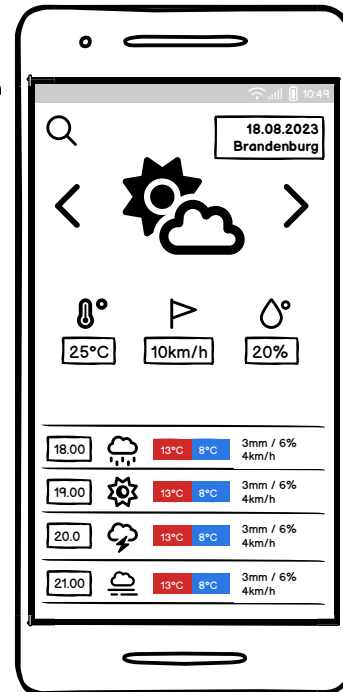 10:49
18.08.2023
Brandenburg
25°C 10km/h 20%
18.00 13°C 8°C 3mm / 6%
4km/h
19.00 13°C 8°C 3mm / 6%
4km/h
20.0 13°C 8°C 3mm / 6%
4km/h
21.00 13°C 8°C 3mm / 6%
4km/h